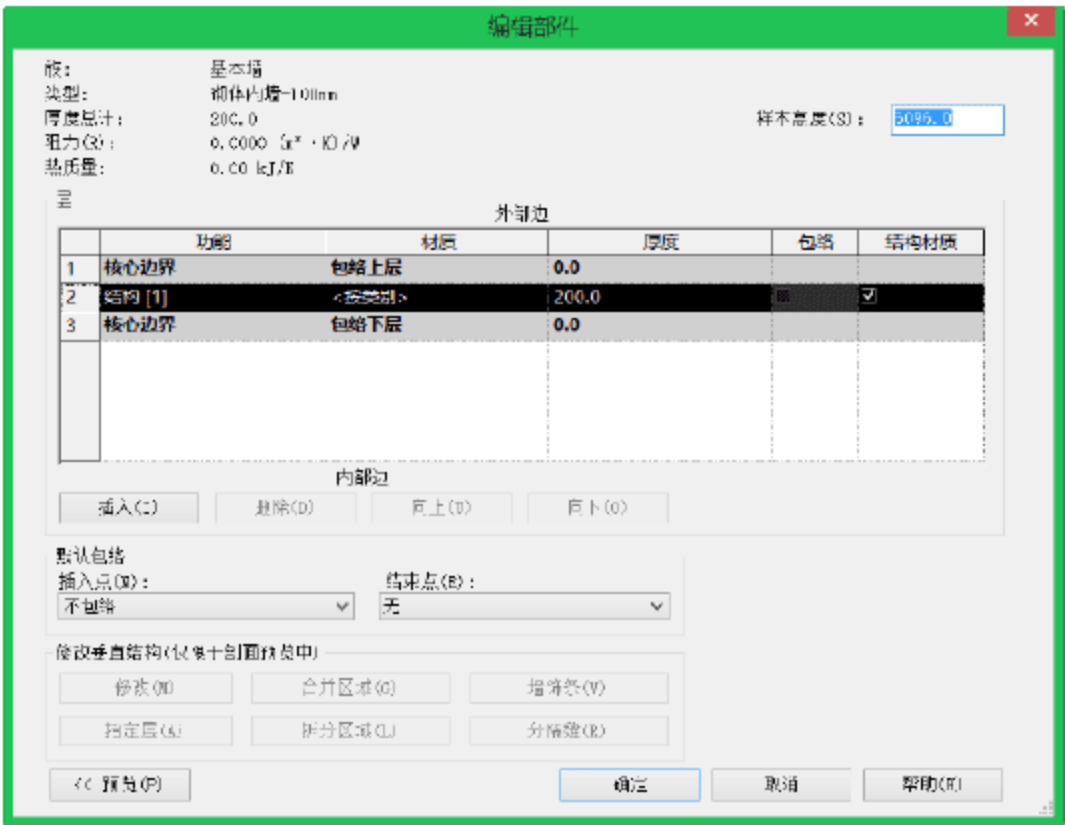 编辑部件
族: 基本墙
类型: 砌体内墙-100mm
厚度总计: 200.0 样本高度(S): 6096.0
阻力(R): 0.0000 (m²·K)/W
热质量: 0.00 kJ/K
层
外部边
功能 材质 厚度 包络 结构材质
1 核心边界 包络上层 0.0
2 结构 [1] <按类别> 200.0
3 核心边界 包络下层 0.0
内部边
插入(I) 删除(D) 向上(U) 向下(O)
默认包络
插入点(N): 结束点(E):
不包络 无
修改垂直结构(仅限于剖面预览中)
修改(M) 合并区域(G) 墙饰条(W)
指定层(A) 拆分区域(L) 分隔缝(R)
<< 预览(P) 确定 取消 帮助(H)